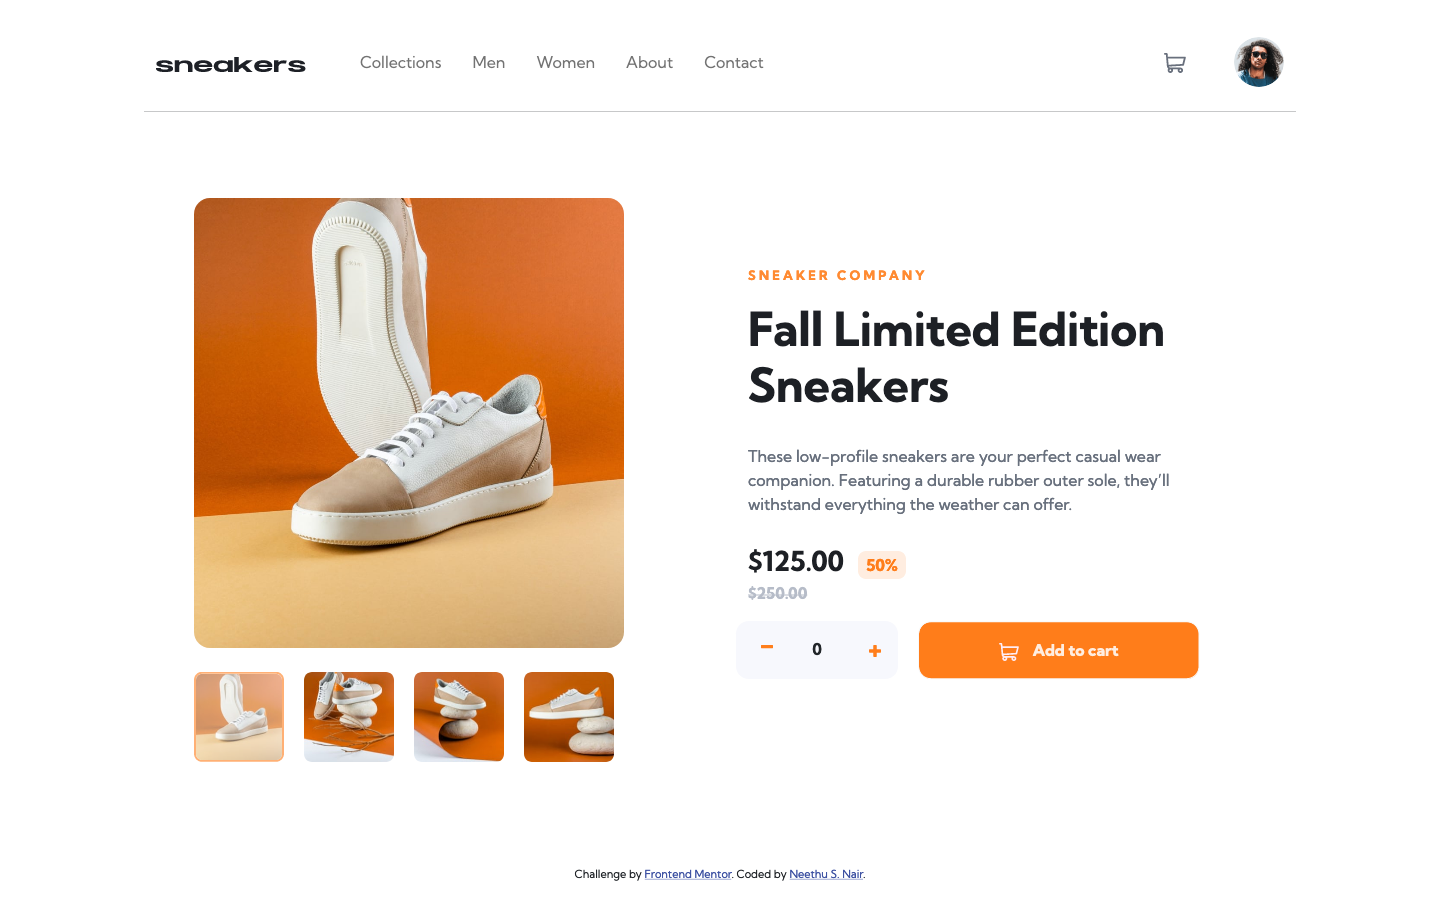 sneakers
Collections Men Women About Contact
SNEAKER COMPANY
Fall Limited Edition
Sneakers
These low-profile sneakers are your perfect casual wear
companion. Featuring a durable rubber outer sole, they’ll
withstand everything the weather can offer.
$125.00 50%
$250.00
− 0 +
Add to cart
Challenge by Frontend Mentor. Coded by Neethu S. Nair.